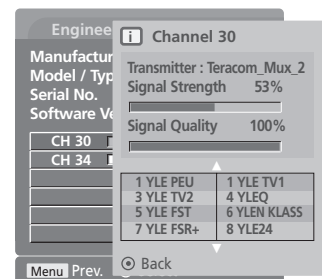 Enginee
Channel 30
Manufactur
Model / Typ
Serial No.
Software Ve
Transmitter : Teracom_Mux_2
Signal Strength 53%
Signal Quality 100%
CH 30
CH 34
1 YLE PEU 1 YLE TV1
3 YLE TV2 4 YLEQ
5 YLE FST 6 YLEN KLASS
7 YLE FSR+ 8 YLE24
Back
Menu Prev.